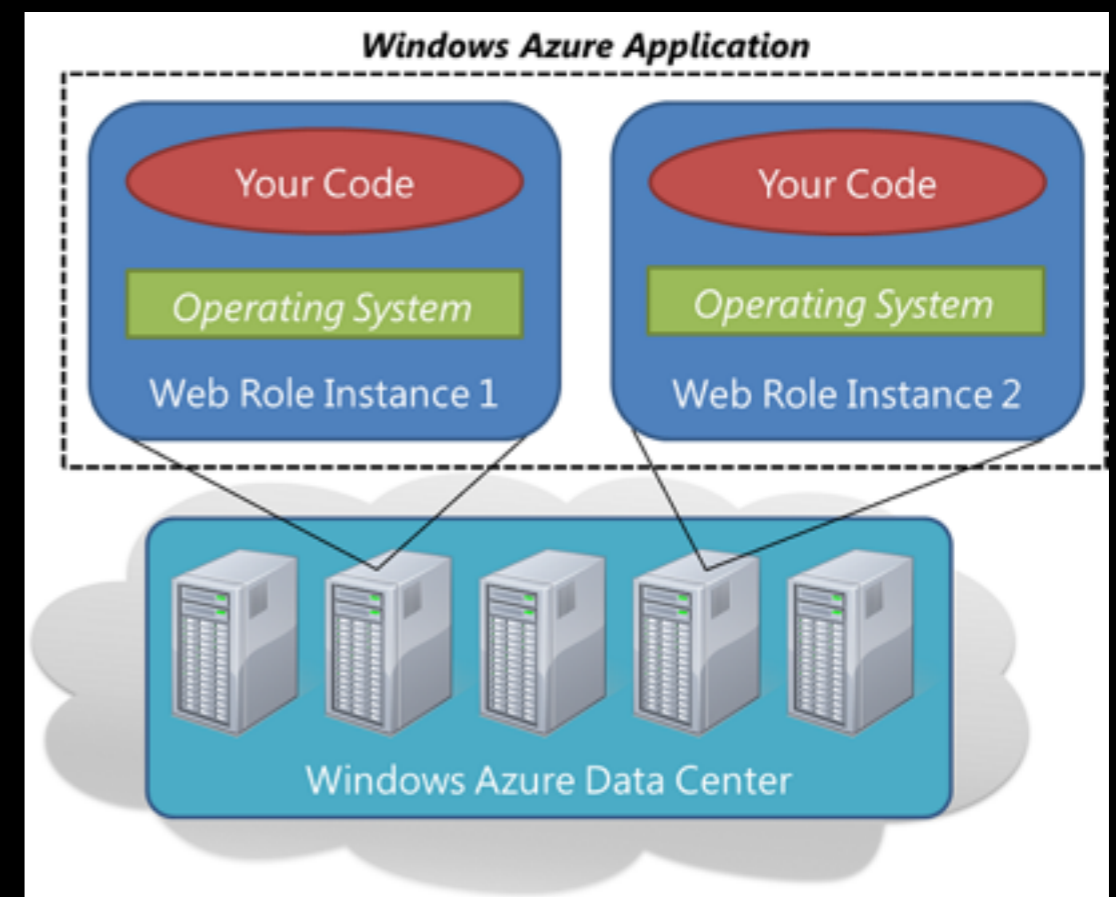 Windows Azure Application
Your Code
Operating System
Web Role Instance 1
Your Code
Operating System
Web Role Instance 2
Windows Azure Data Center